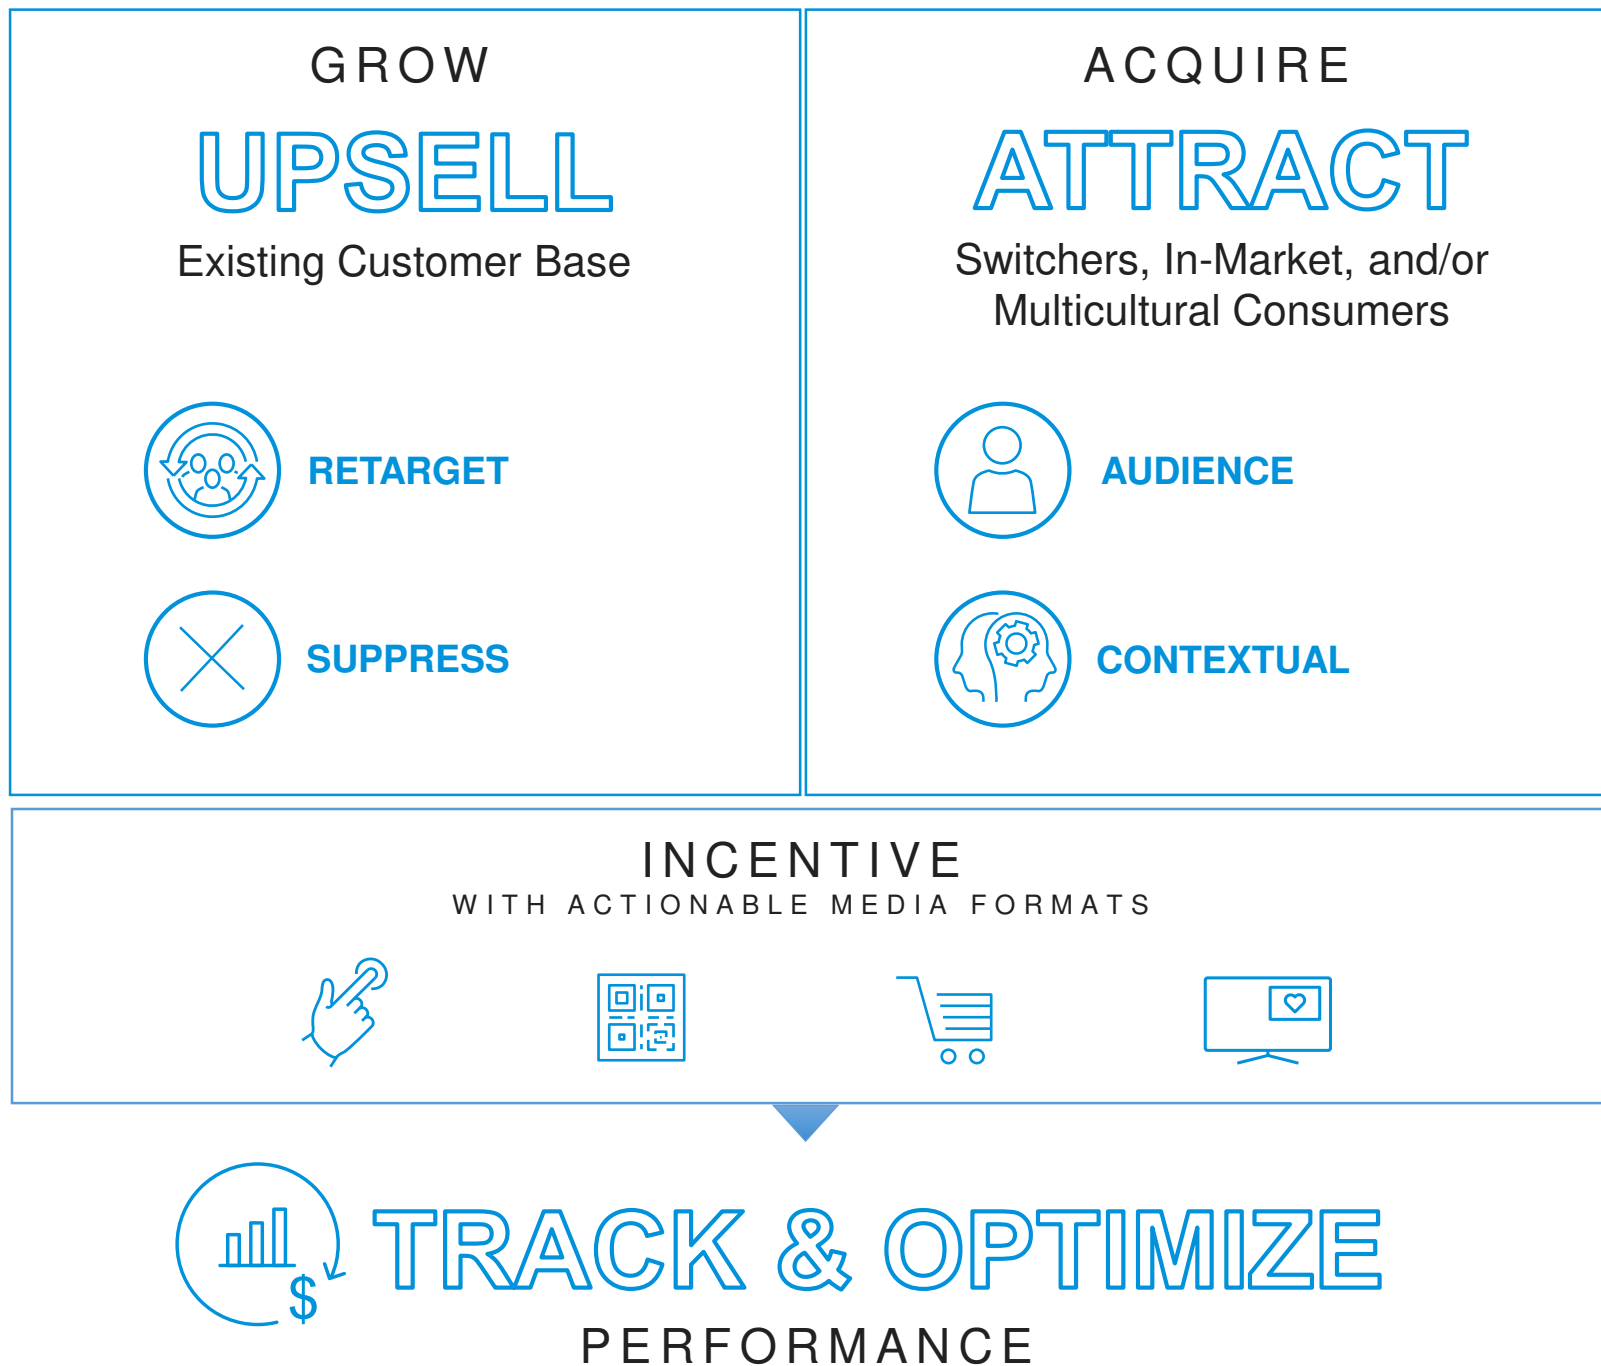 GROW
UPSELL
Existing Customer Base
RETARGET
SUPPRESS
ACQUIRE
ATTRACT
Switchers, In-Market, and/or
Multicultural Consumers
AUDIENCE
CONTEXTUAL
INCENTIVE
WITH ACTIONABLE MEDIA FORMATS
$
TRACK & OPTIMIZE
PERFORMANCE